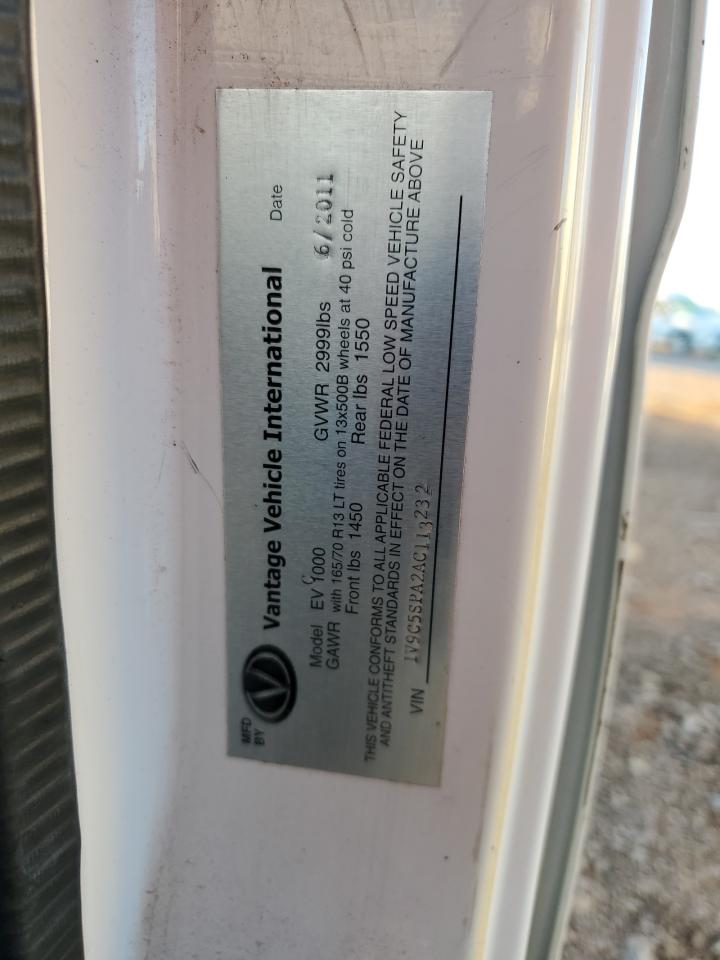 MFD
BY
V
Vantage Vehicle International
Date
Model EV C 1000 GVWR 2999lbs 6/2011
GAWR with 165/70 R13 LT tires on 13x500B wheels at 40 psi cold
Front lbs 1450 Rear lbs 1550
THIS VEHICLE CONFORMS TO ALL APPLICABLE FEDERAL LOW SPEED VEHICLE SAFETY
AND ANTITHEFT STANDARDS IN EFFECT ON THE DATE OF MANUFACTURE ABOVE
VIN 1V9C5SPA2AC113232